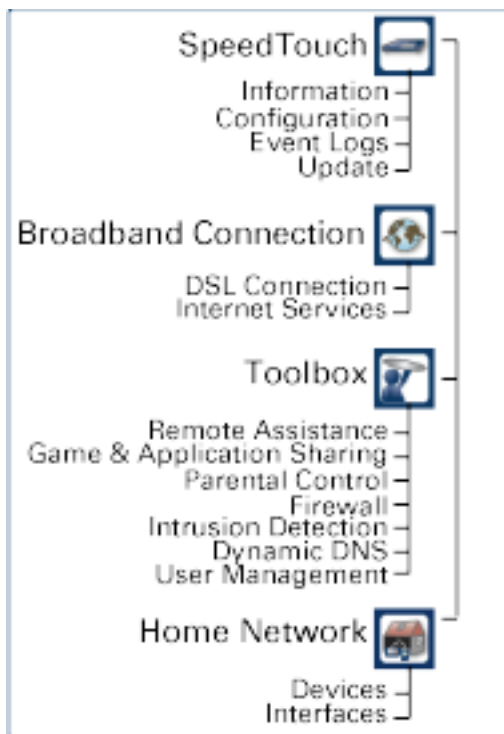 SpeedTouch
Information
Configuration
Event Logs
Update
Broadband Connection
DSL Connection
Internet Services
Toolbox
Remote Assistance
Game & Application Sharing
Parental Control
Firewall
Intrusion Detection
Dynamic DNS
User Management
Home Network
Devices
Interfaces